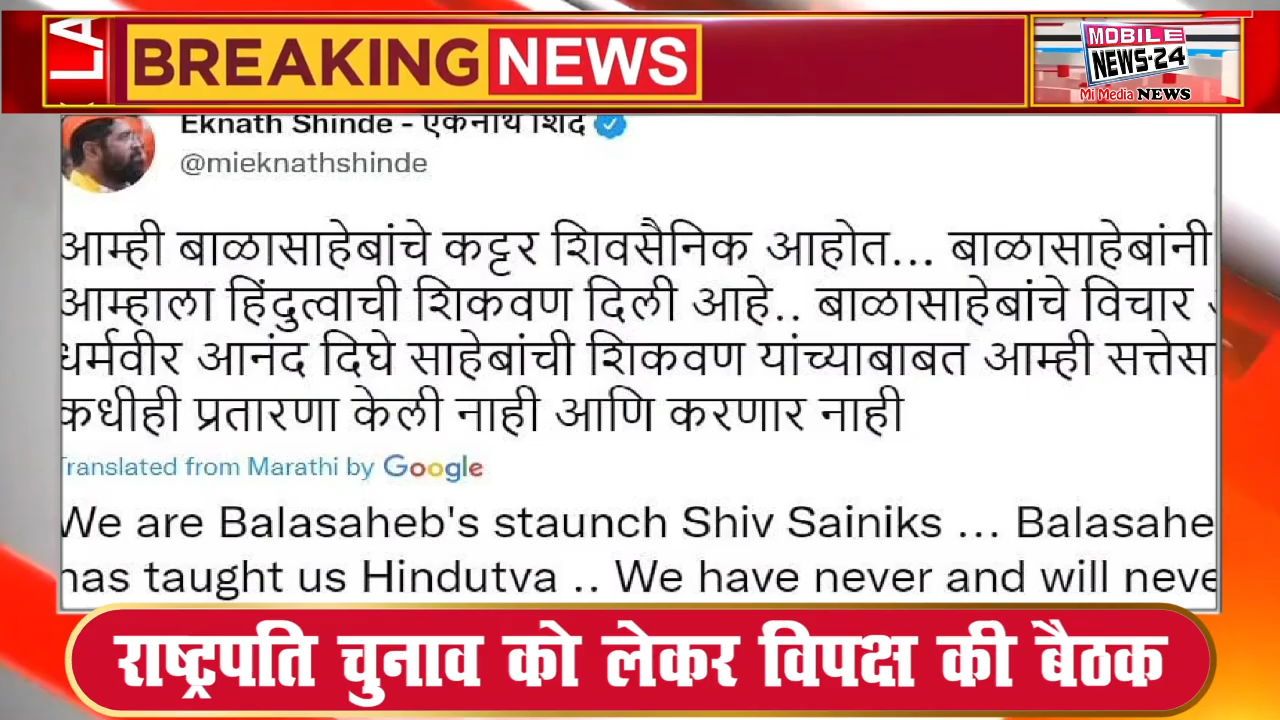 BREAKING NEWS
MOBILE
NEWS-24
Mi Media NEWS
Eknath Shinde - एकनाथ शिंदे
@mieknathshinde
आम्ही बाळासाहेबांचे कट्टर शिवसैनिक आहोत... बाळासाहेबांनी
आम्हाला हिंदुत्वाची शिकवण दिली आहे.. बाळासाहेबांचे विचार
धर्मवीर आनंद दिघे साहेबांची शिकवण यांच्याबाबत आम्ही सत्तेसा
कधीही प्रतारणा केली नाही आणि करणार नाही
Translated from Marathi by Google
We are Balasaheb's staunch Shiv Sainiks ... Balasahe
has taught us Hindutva .. We have never and will neve
राष्ट्रपति चुनाव को लेकर विपक्ष की बैठक